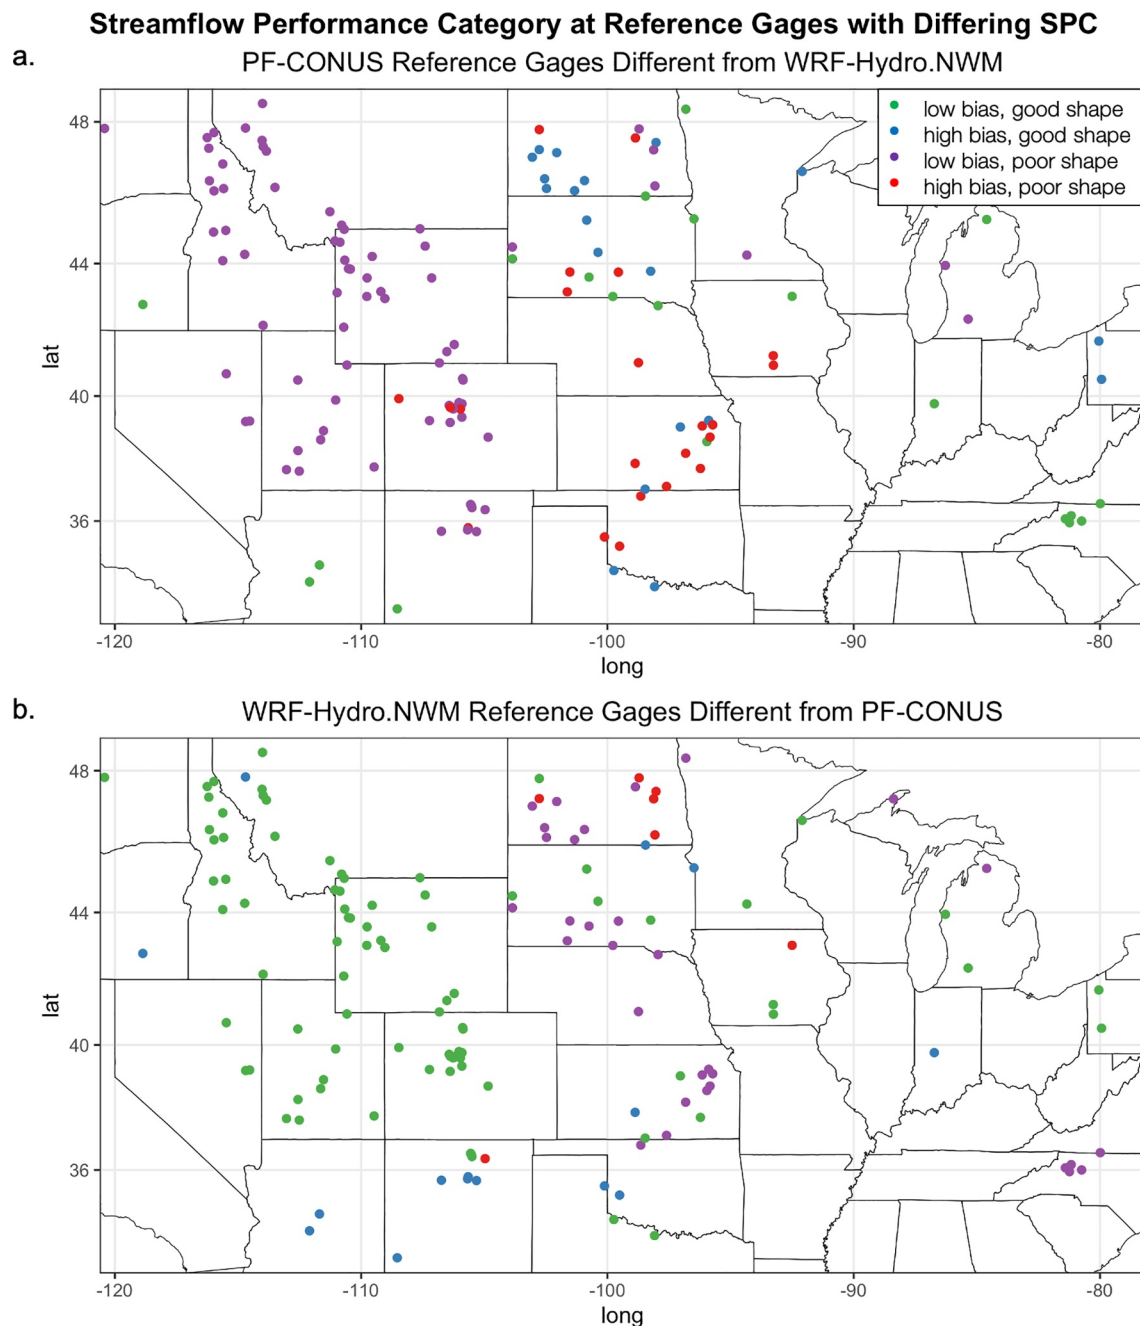 Streamflow Performance Category at Reference Gages with Differing SPC
a.
PF-CONUS Reference Gages Different from WRF-Hydro.NWM
low bias, good shape
high bias, good shape
low bias, poor shape
high bias, poor shape
48
44
40
36
lat
-120
-110
-100
-90
-80
long
b.
WRF-Hydro.NWM Reference Gages Different from PF-CONUS
48
44
40
36
lat
-120
-110
-100
-90
-80
long